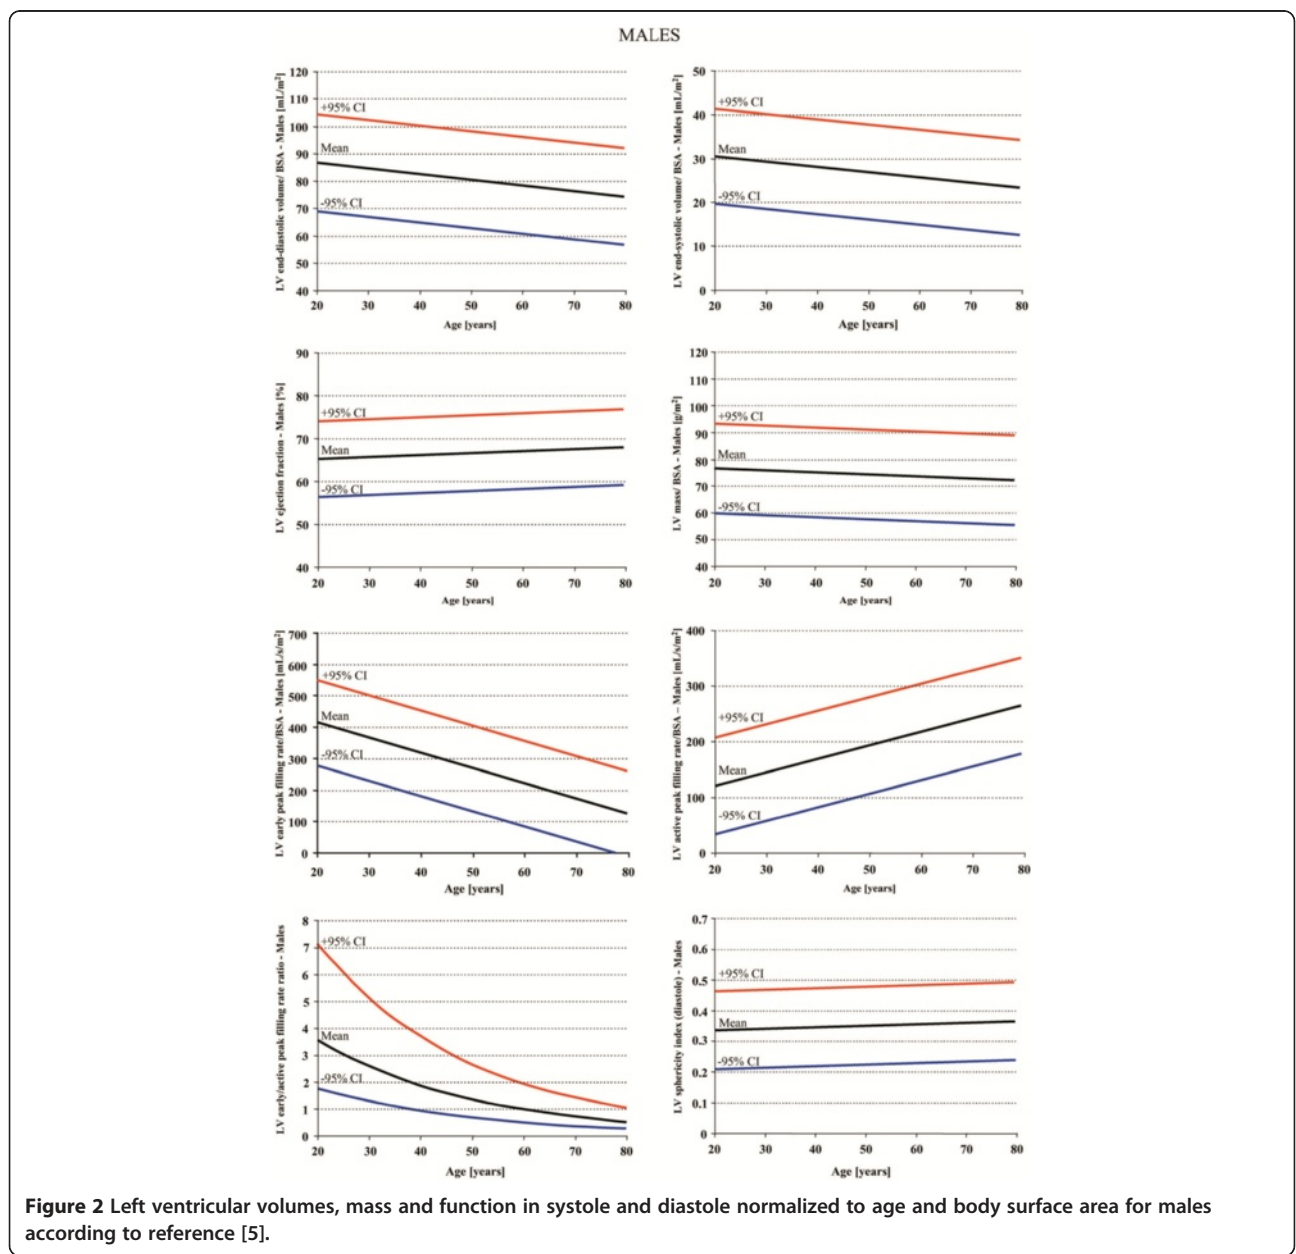 MALES
LV end-diastolic volume/ BSA - Males [mL/m²]
120
110
100
90
80
70
60
50
40
+95% CI
Mean
-95% CI
20 30 40 50 60 70 80
Age [years]
LV end-systolic volume/ BSA - Males [mL/m²]
50
40
30
20
10
0
+95% CI
Mean
-95% CI
20 30 40 50 60 70 80
Age [years]
LV ejection fraction - Males [%]
90
80
70
60
50
40
+95% CI
Mean
-95% CI
20 30 40 50 60 70 80
Age [years]
LV mass/ BSA - Males [g/m²]
120
110
100
90
80
70
60
50
40
+95% CI
Mean
-95% CI
20 30 40 50 60 70 80
Age [years]
LV early peak filling rate/BSA - Males [mL/s/m²]
700
600
500
400
300
200
100
0
+95% CI
Mean
-95% CI
20 30 40 50 60 70 80
Age [years]
LV active peak filling rate/BSA – Males [mL/s/m²]
400
300
200
100
0
+95% CI
Mean
-95% CI
20 30 40 50 60 70 80
Age [years]
LV early/active peak filling rate ratio - Males
8
7
6
5
4
3
2
1
0
+95% CI
Mean
-95% CI
20 30 40 50 60 70 80
Age [years]
LV sphericity index (diastole) - Males
0.7
0.6
0.5
0.4
0.3
0.2
0.1
0
+95% CI
Mean
-95% CI
20 30 40 50 60 70 80
Age [years]
Figure 2 Left ventricular volumes, mass and function in systole and diastole normalized to age and body surface area for males
according to reference [5].